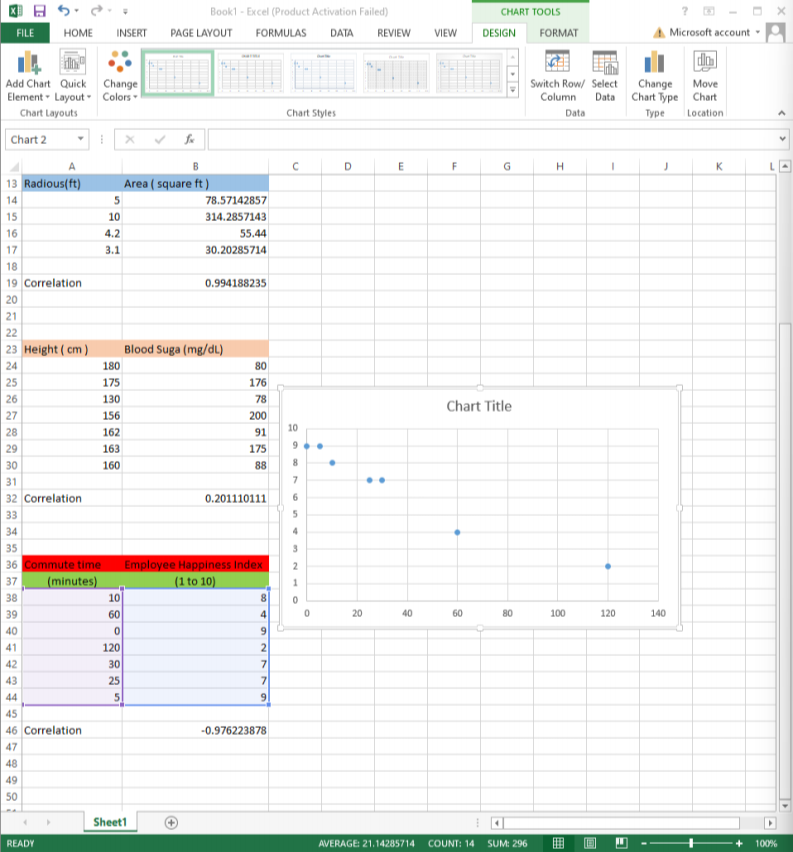 Book1 - Excel (Product Activation Failed)
CHART TOOLS
FILE HOME INSERT PAGE LAYOUT FORMULAS DATA REVIEW VIEW DESIGN FORMAT Microsoft account
Add Chart Element
Quick Layout
Change Colors
Switch Row/ Column
Select Data
Change Chart Type
Move Chart
Chart Layouts Chart Styles Data Type Location
Chart 2 fx
A B C D E F G H I J K L
13 Radious(ft) Area ( square ft )
14 5 78.57142857
15 10 314.2857143
16 4.2 55.44
17 3.1 30.20285714
18
19 Correlation 0.994188235
20
21
22
23 Height ( cm ) Blood Suga (mg/dL)
24 180 80
25 175 176
26 130 78
27 156 200
28 162 91
29 163 175
30 160 88
31
32 Correlation 0.201110111
33
34
35
36 Commute time Employee Happiness Index
37 (minutes) (1 to 10)
38 10 8
39 60 4
40 0 9
41 120 2
42 30 7
43 25 7
44 5 9
45
46 Correlation -0.976223878
47
48
49
50
Chart Title
10
9
8
7
6
5
4
3
2
1
0
0 20 40 60 80 100 120 140
Sheet1
READY AVERAGE: 21.14285714 COUNT: 14 SUM: 296 100%